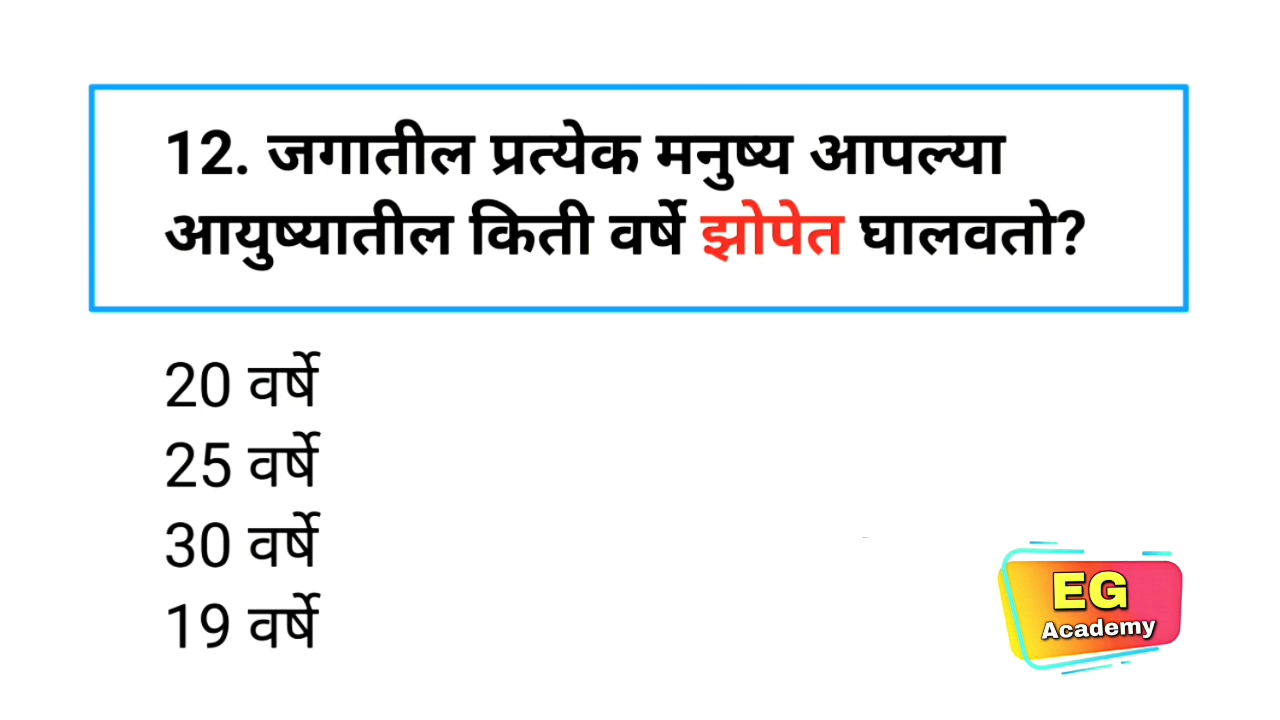 12. जगातील प्रत्येक मनुष्य आपल्या
आयुष्यातील किती वर्षे झोपेत घालवतो?
20 वर्षे
25 वर्षे
30 वर्षे
19 वर्षे
EG
Academy